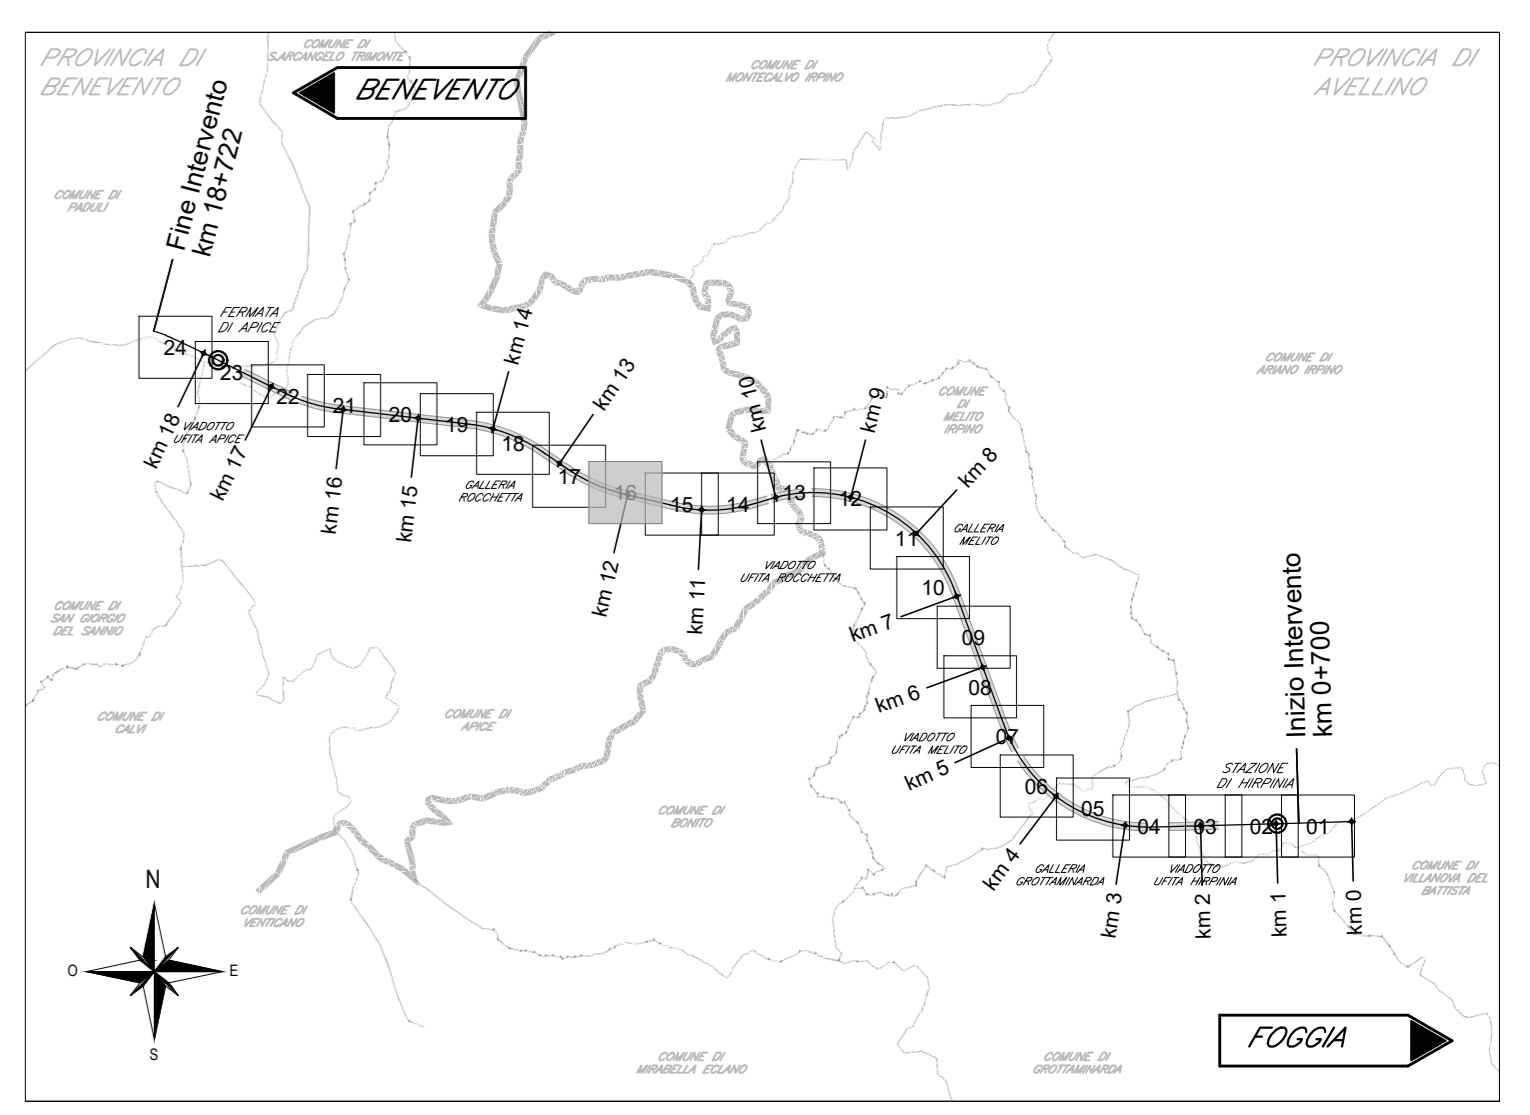 PROVINCIA DI
BENEVENTO
COMUNE DI
S.ARCANGELO TRIMONTE
BENEVENTO
COMUNE DI
MONTECALVO IRPINO
PROVINCIA DI
AVELLINO
Fine Intervento
km 18+722
COMUNE DI
PADULI
FERMATA
DI APICE
24
23
22
21
20
19
18
17
16
15
14
13
12
11
10
09
08
07
06
05
04
03
02
01
km 18
km 17
km 16
km 15
km 14
km 13
km 12
km 11
km 10
km 9
km 8
km 7
km 6
km 5
km 4
km 3
km 2
km 1
km 0
VIADOTTO
UFITA APICE
GALLERIA
ROCCHETTA
VIADOTTO
UFITA ROCCHETTA
GALLERIA
MELITO
COMUNE
DI
MELITO
IRPINO
COMUNE DI
ARIANO IRPINO
COMUNE DI
SAN GIORGIO
DEL SANNIO
COMUNE DI
CALVI
COMUNE DI
APICE
VIADOTTO
UFITA MELITO
Inizio Intervento
km 0+700
STAZIONE
DI HIRPINIA
COMUNE DI
BONITO
GALLERIA
GROTTAMINARDA
VIADOTTO
UFITA HIRPINIA
COMUNE DI
VILLANOVA DEL
BATTISTA
COMUNE DI
VENTICANO
N
O
E
S
COMUNE DI
MIRABELLA ECLANO
COMUNE DI
GROTTAMINARDA
FOGGIA